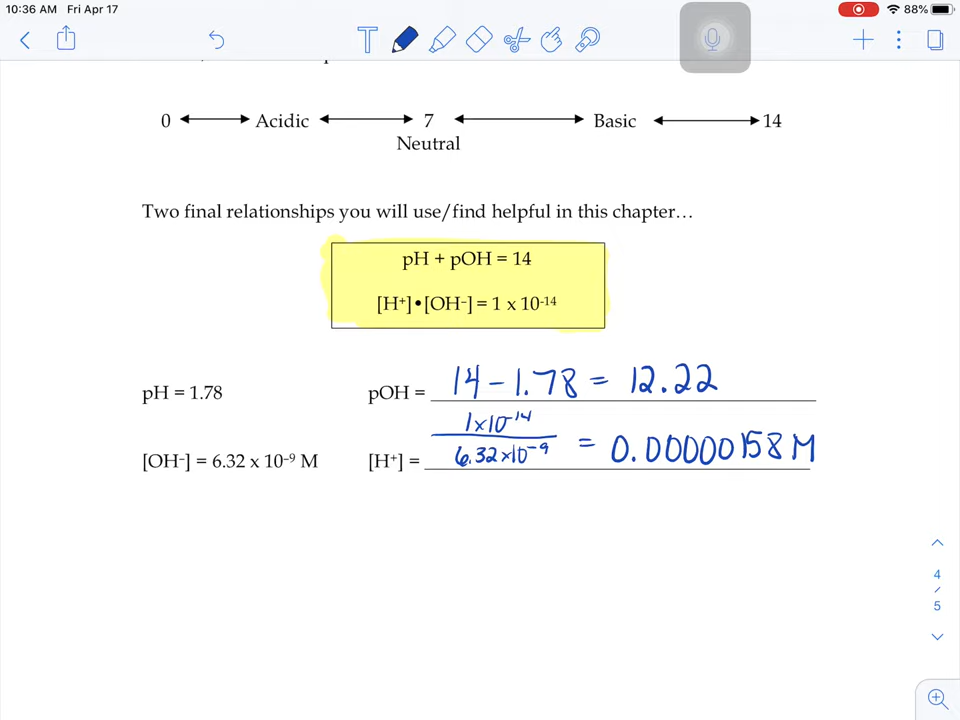 10:36 AM Fri Apr 17 88%
T
0 Acidic 7 Basic 14
Neutral
Two final relationships you will use/find helpful in this chapter…
pH + pOH = 14
[H⁺]•[OH⁻] = 1 x 10⁻¹⁴
pH = 1.78 pOH = 14 - 1.78 = 12.22
1x10⁻¹⁴
[OH⁻] = 6.32 x 10⁻⁹ M [H⁺] = 6.32x10⁻⁹ = 0.00000158 M
4
/
5